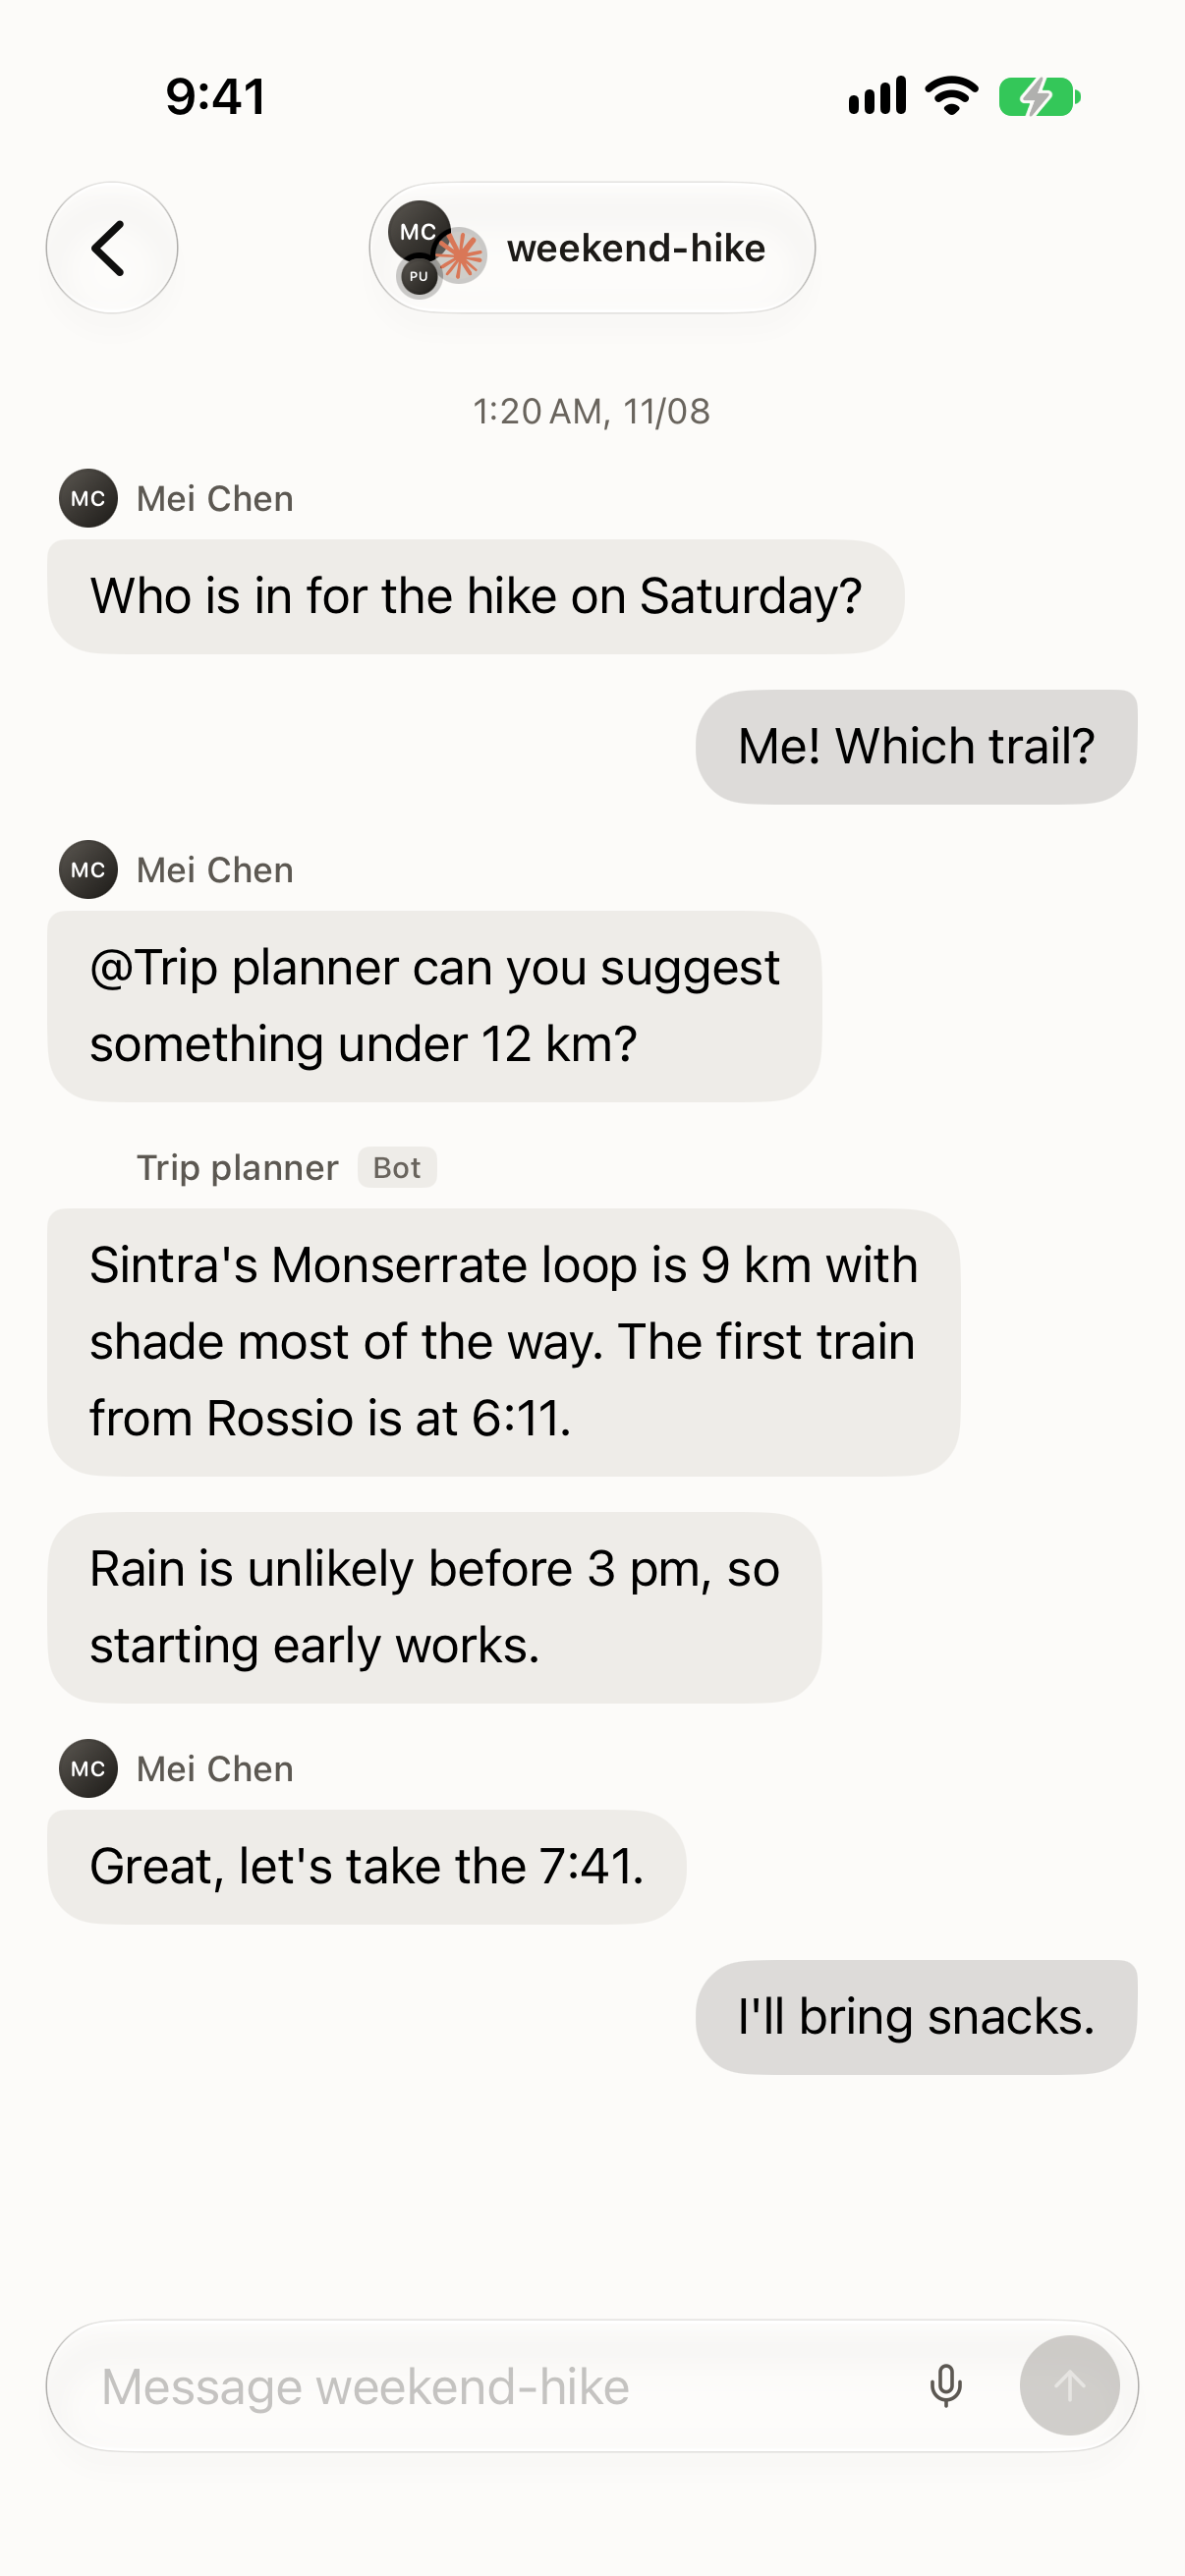 9:41
MC
PU
weekend-hike
1:20 AM, 11/08
MC Mei Chen
Who is in for the hike on Saturday?
Me! Which trail?
MC Mei Chen
@Trip planner can you suggest
something under 12 km?
Trip planner Bot
Sintra's Monserrate loop is 9 km with
shade most of the way. The first train
from Rossio is at 6:11.
Rain is unlikely before 3 pm, so
starting early works.
MC Mei Chen
Great, let's take the 7:41.
I'll bring snacks.
Message weekend-hike